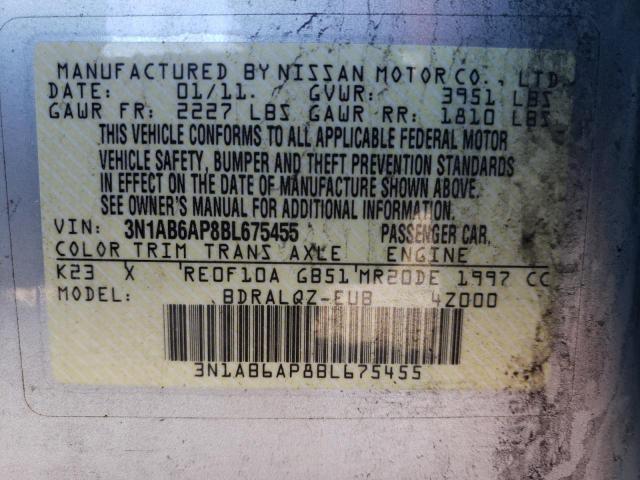 MANUFACTURED BY NISSAN MOTOR CO., LTD.
DATE: 01/11. GVWR: 3951 LBS
GAWR FR: 2227 LBS GAWR RR: 1810 LBS
THIS VEHICLE CONFORMS TO ALL APPLICABLE FEDERAL MOTOR
VEHICLE SAFETY, BUMPER AND THEFT PREVENTION STANDARDS
IN EFFECT ON THE DATE OF MANUFACTURE SHOWN ABOVE.
SEE OWNER'S MANUAL FOR ADDITIONAL INFORMATION.
VIN: 3N1AB6AP8BL675455 PASSENGER CAR,
COLOR TRIM TRANS AXLE ENGINE
K23 X RE0F10A GB51 MR20DE 1997 CC
MODEL: BDRALQZ-EUB 4Z000
3N1AB6AP8BL675455